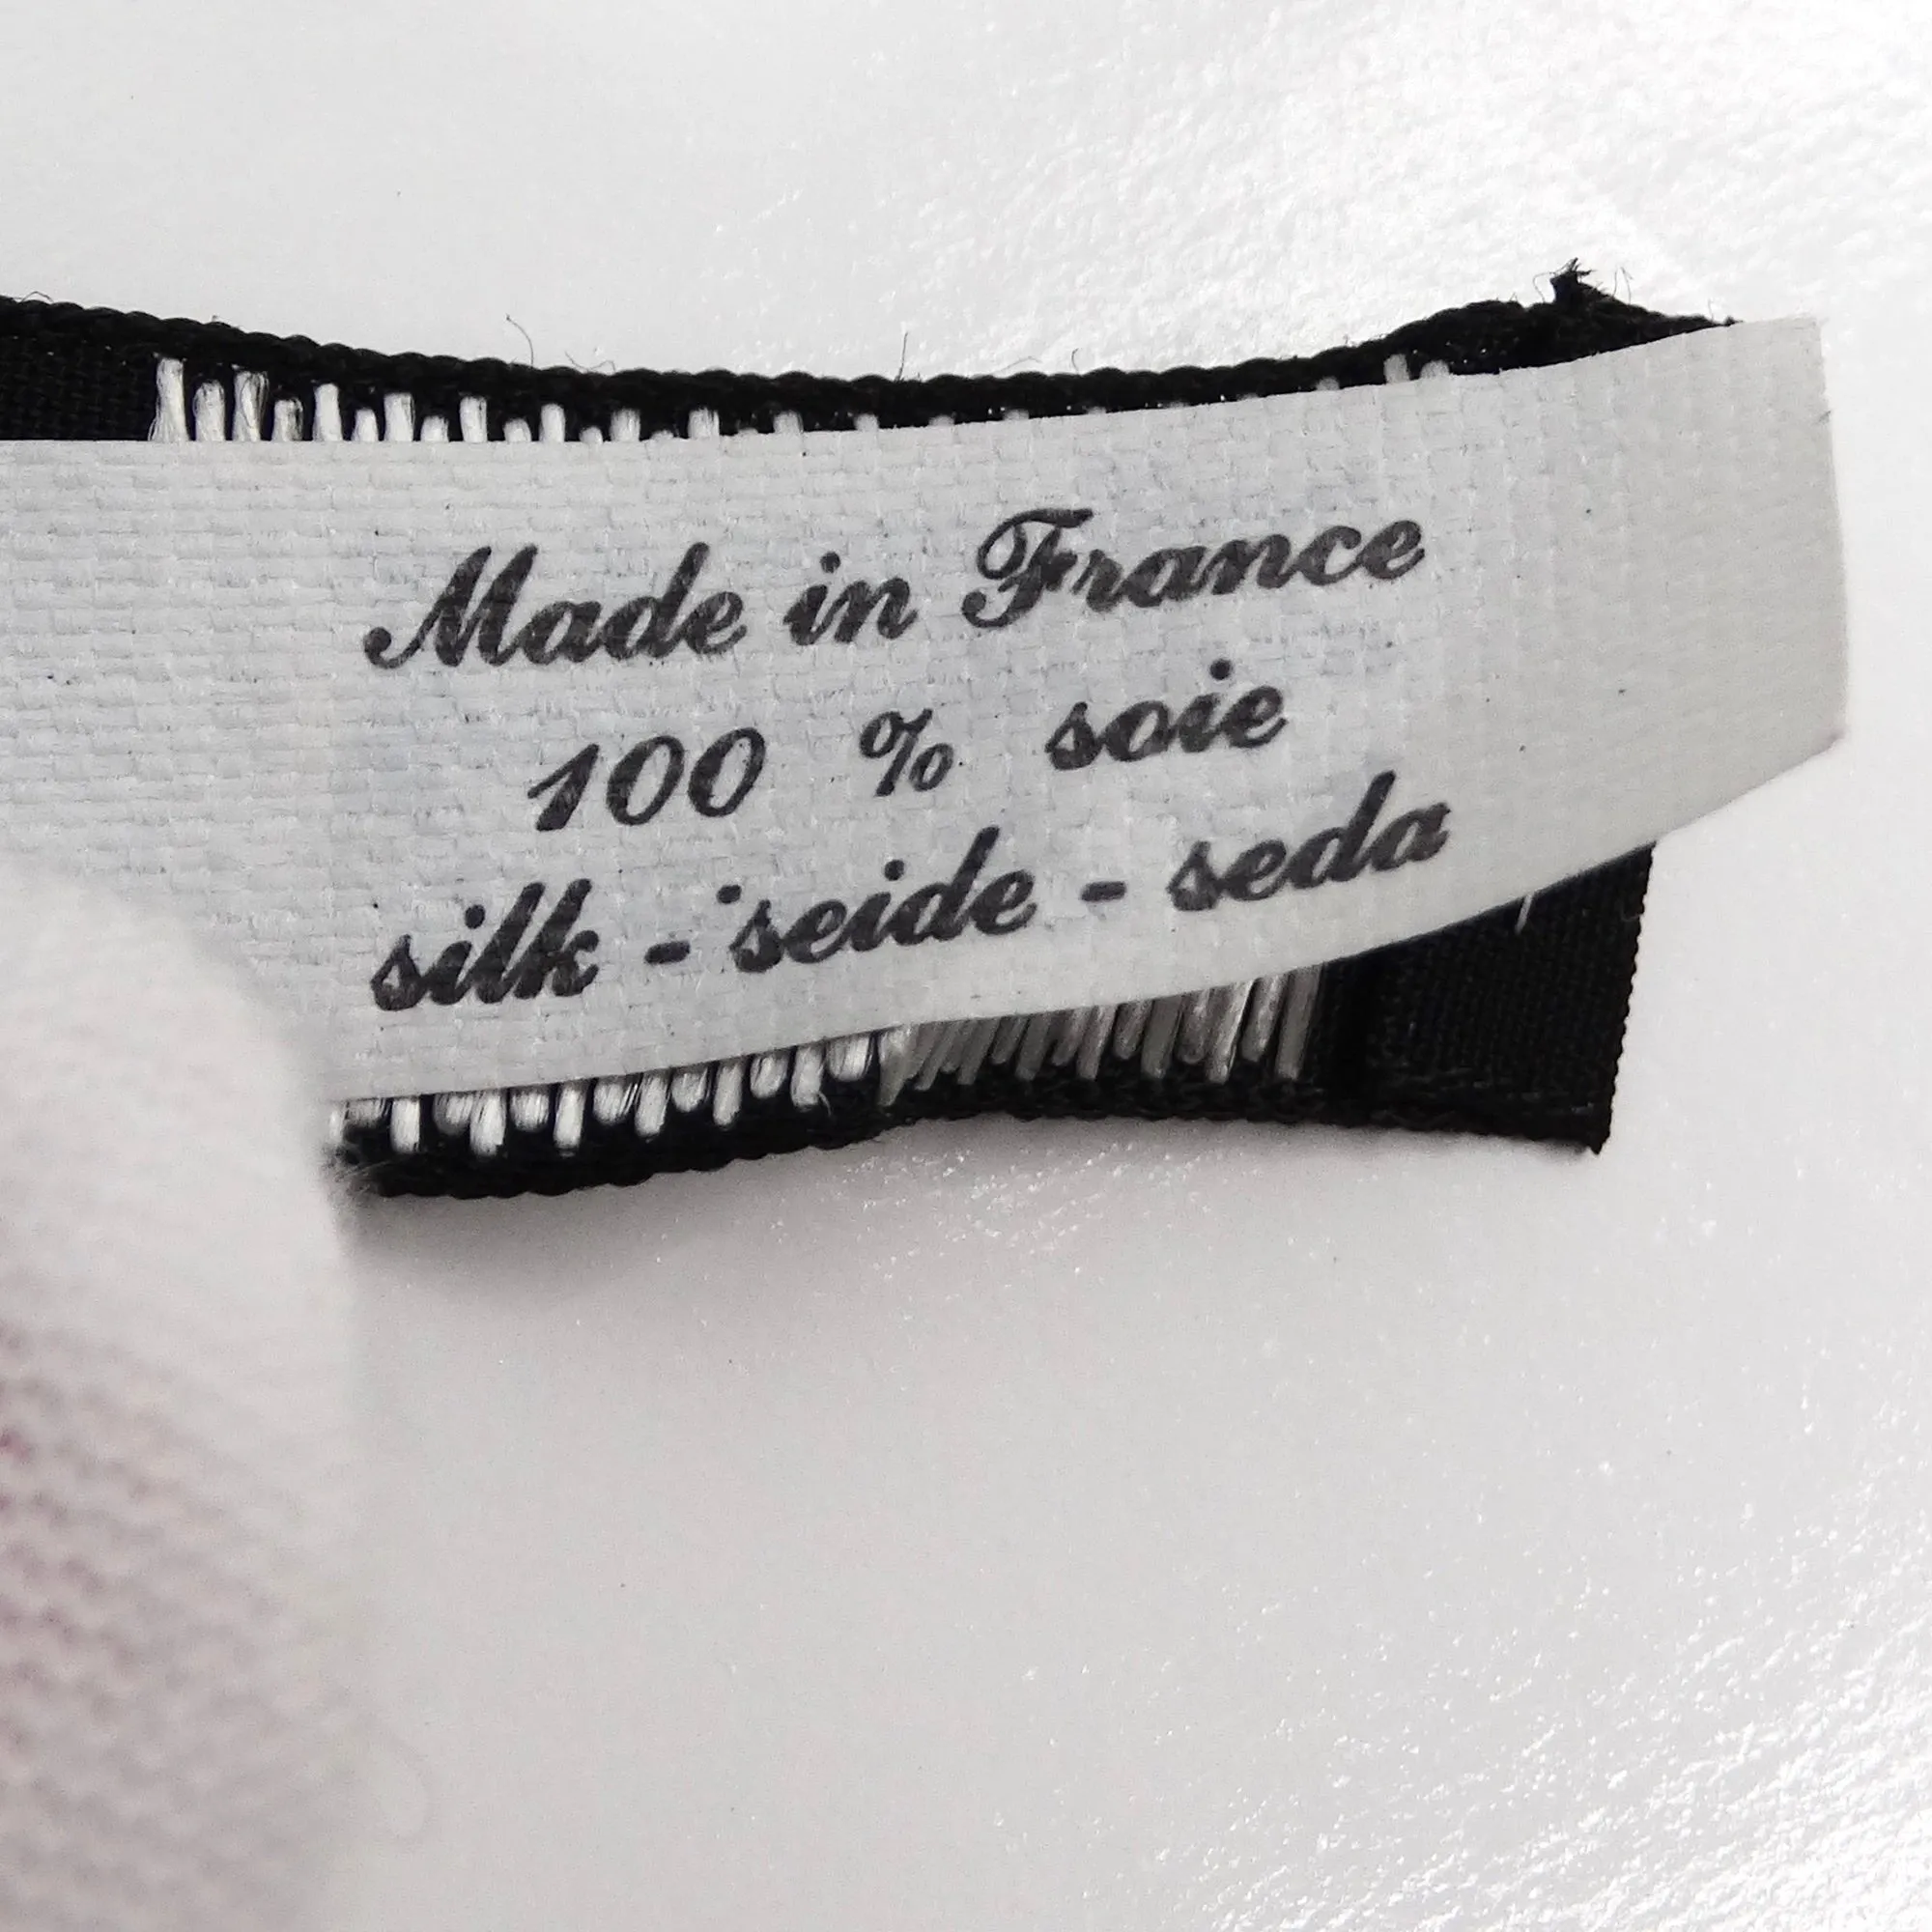 Made in France
100 % soie
silk - seide - seda